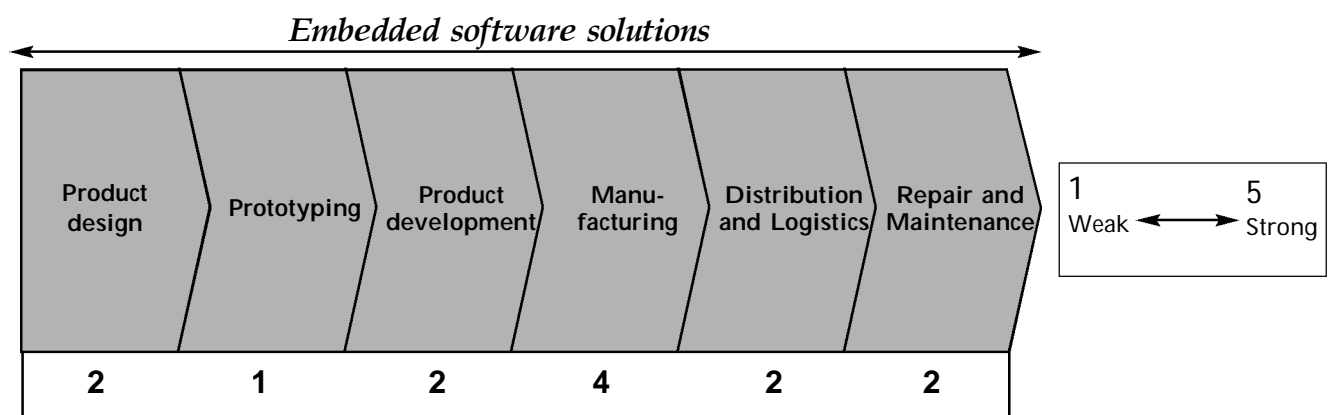 Embedded software solutions
Product
design
Prototyping
Product
development
Manu-
facturing
Distribution
and Logistics
Repair and
Maintenance
1 5
Weak Strong
2 1 2 4 2 2